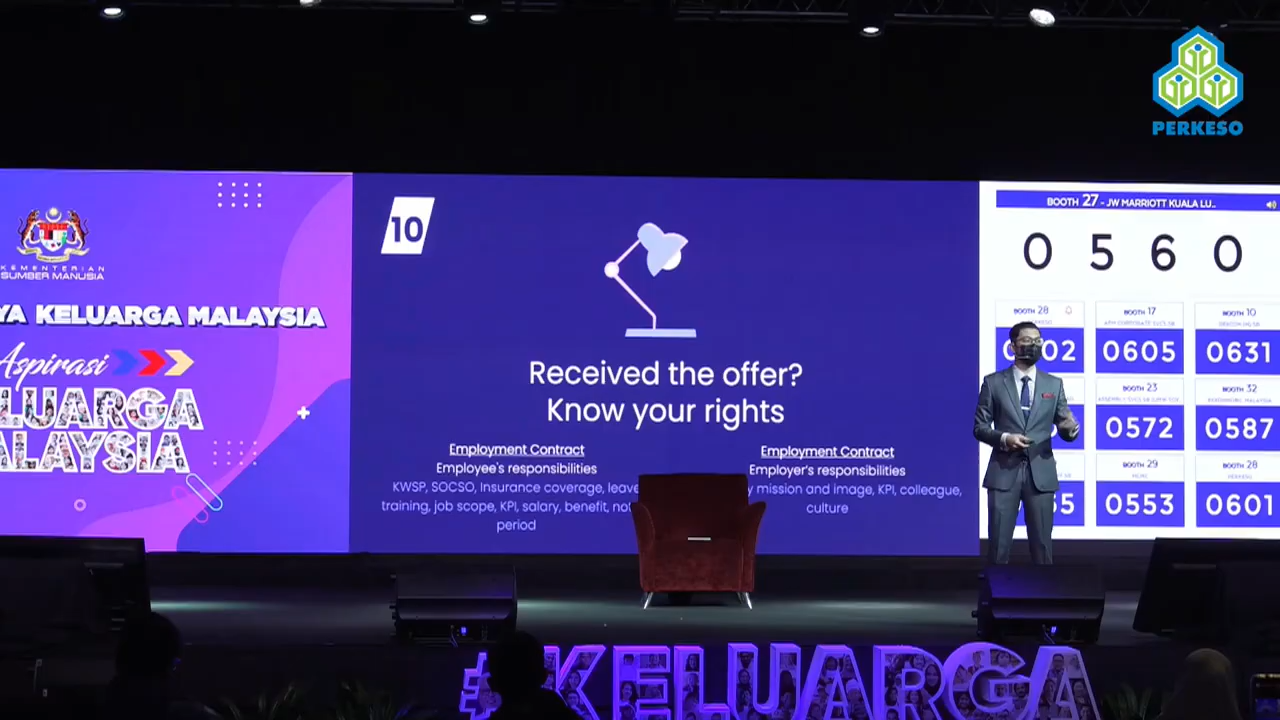 PERKESO
KEMENTERIAN
SUMBER MANUSIA
YA KELUARGA MALAYSIA
Aspirasi
LUARGA
ALAYSIA
10
Received the offer?
Know your rights
Employment Contract
Employee's responsibilities
KWSP, SOCSO, Insurance coverage, leave
training, job scope, KPI, salary, benefit,
period
Employment Contract
Employer's responsibilities
mission and image, KPI, colleague,
culture
BOOTH 27 - JW MARRIOTT KUALA LU..
0 5 6 0
BOOTH 28
02
BOOTH 17
0605
BOOTH 10
0631
BOOTH 23
0572
BOOTH 32
0587
55
BOOTH 29
0553
BOOTH 28
PERKESO
0601
#KELUARGA